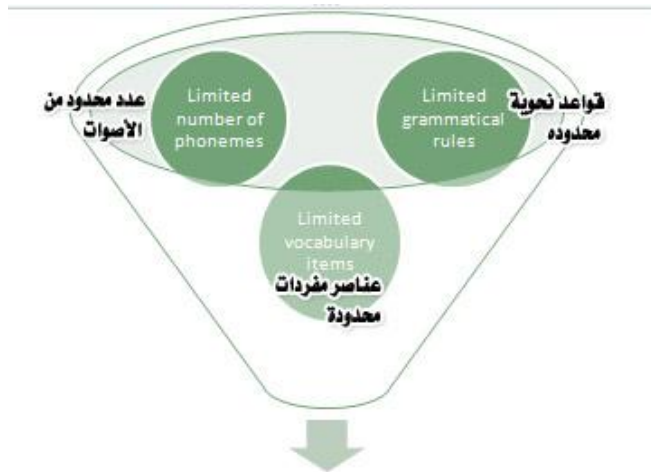 Limited
number of
phonemes
عدد محدود من
الأصوات
Limited
grammatical
rules
قواعد نحوية
محدوده
Limited
vocabulary
items
عناصر مفردات
محدودة